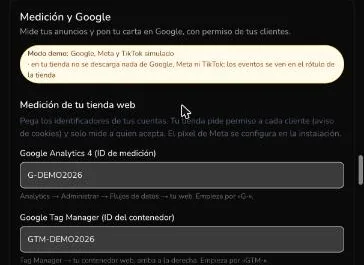 Medición y Google
Mide tus anuncios y pon tu carta en Google, con permiso de tus clientes.
Modo demo: Google, Meta y TikTok simulado
· en tu tienda no se descarga nada de Google, Meta ni TikTok: los eventos se ven en el rótulo de
la tienda
Medición de tu tienda web
Pega los identificadores de tus cuentas. Tu tienda pide permiso a cada cliente (aviso
de cookies) y solo mide a quien acepta. El píxel de Meta se configura en la instalación.
Google Analytics 4 (ID de medición)
G-DEMO2026
Analytics → Administrar → Flujos de datos → tu web. Empieza por «G-».
Google Tag Manager (ID del contenedor)
GTM-DEMO2026
Tag Manager → tu contenedor web, arriba a la derecha. Empieza por «GTM-».